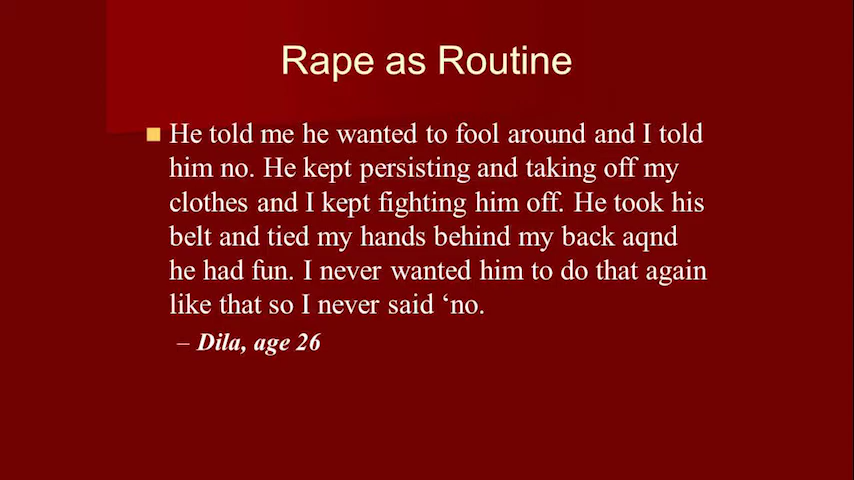 Rape as Routine
He told me he wanted to fool around and I told
him no. He kept persisting and taking off my
clothes and I kept fighting him off. He took his
belt and tied my hands behind my back aqnd
he had fun. I never wanted him to do that again
like that so I never said ‘no.
– Dila, age 26